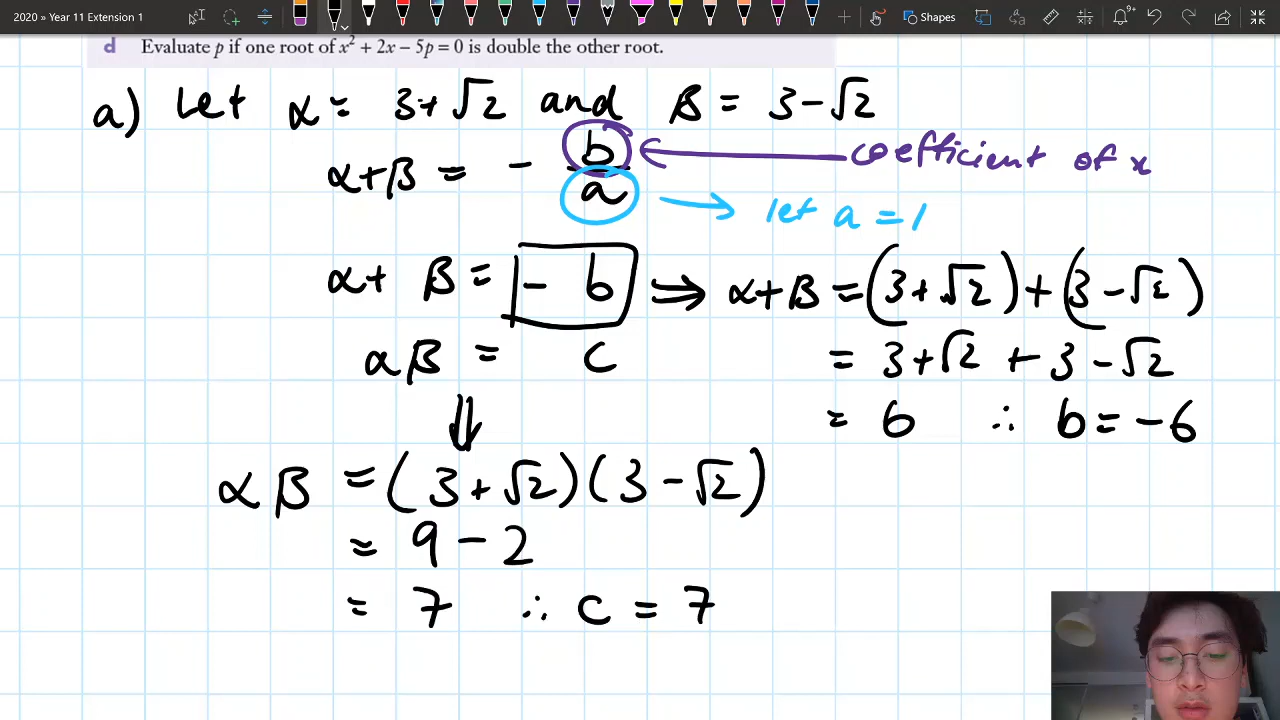 2020 » Year 11 Extension 1
9+
Shapes
d Evaluate p if one root of x² + 2x − 5p = 0 is double the other root.
a) Let α = 3+√2 and β = 3−√2
α+β = − b/a
coefficient of x
let a = 1
α + β = − b ⇒ α+β = (3+√2)+(3−√2)
αβ = c
= 3+√2 + 3−√2
= 6 ∴ b = −6
⇓
αβ = (3+√2)(3−√2)
= 9 − 2
= 7 ∴ c = 7